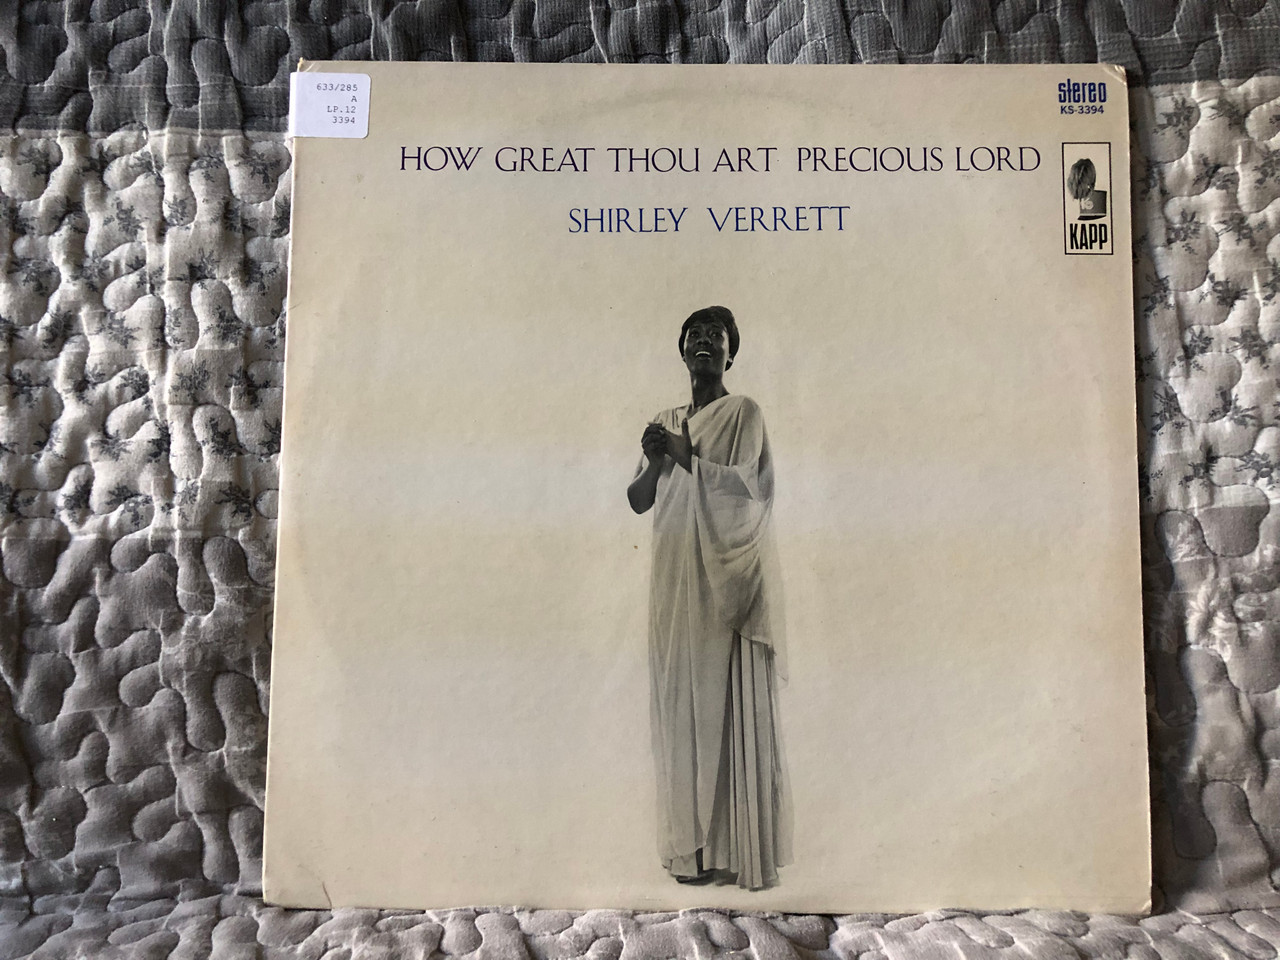 633/285
A
LP.12
3394
stereo
KS-3394
HOW GREAT THOU ART PRECIOUS LORD
SHIRLEY VERRETT
KAPP